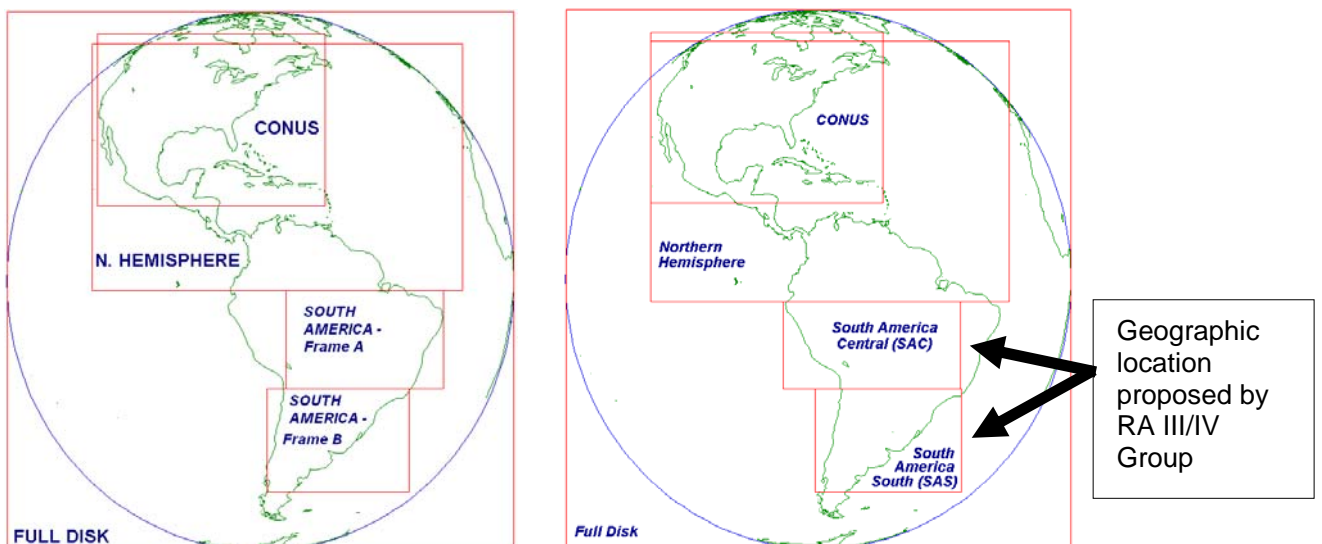 CONUS
N. HEMISPHERE
SOUTH
AMERICA -
Frame A
SOUTH
AMERICA -
Frame B
FULL DISK
CONUS
Northern
Hemisphere
South America
Central (SAC)
South
America
South (SAS)
Full Disk
Geographic
location
proposed by
RA III/IV
Group